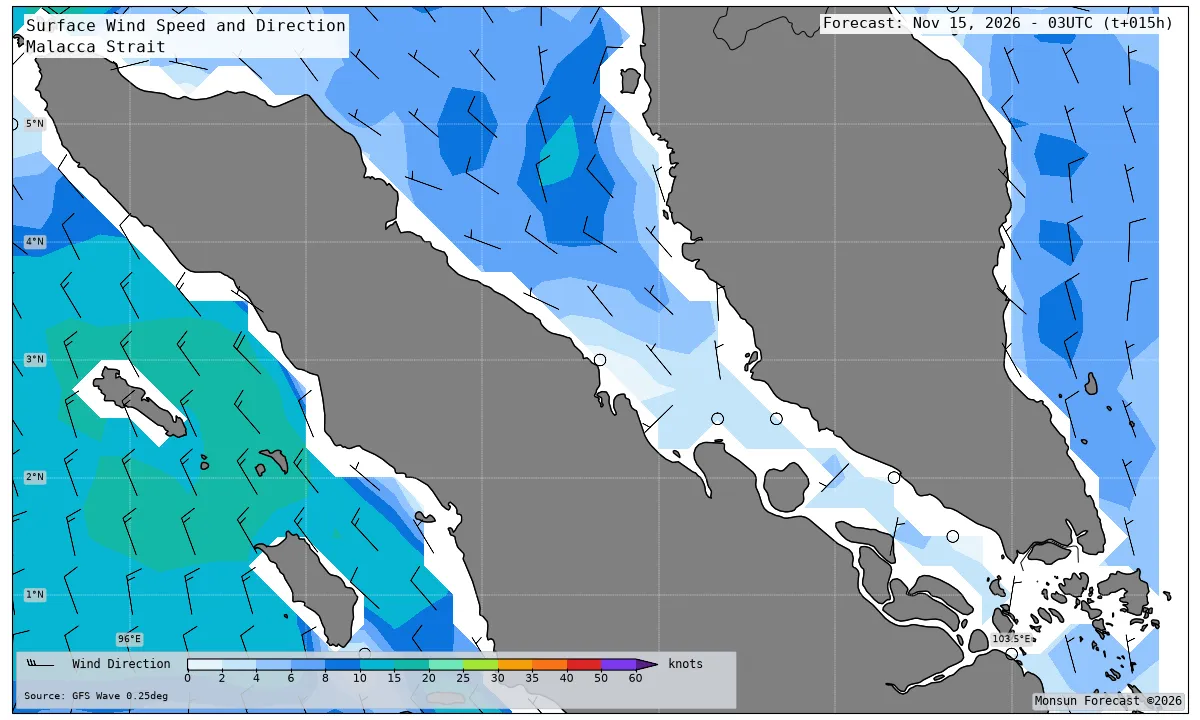 Surface Wind Speed and Direction
Malacca Strait
Forecast: Nov 15, 2026 - 03UTC (t+015h)
5°N
4°N
3°N
2°N
1°N
96°E
103.5°E
Wind Direction
knots
0 2 4 6 8 10 15 20 25 30 35 40 50 60
Source: GFS Wave 0.25deg
Monsun Forecast ©2026